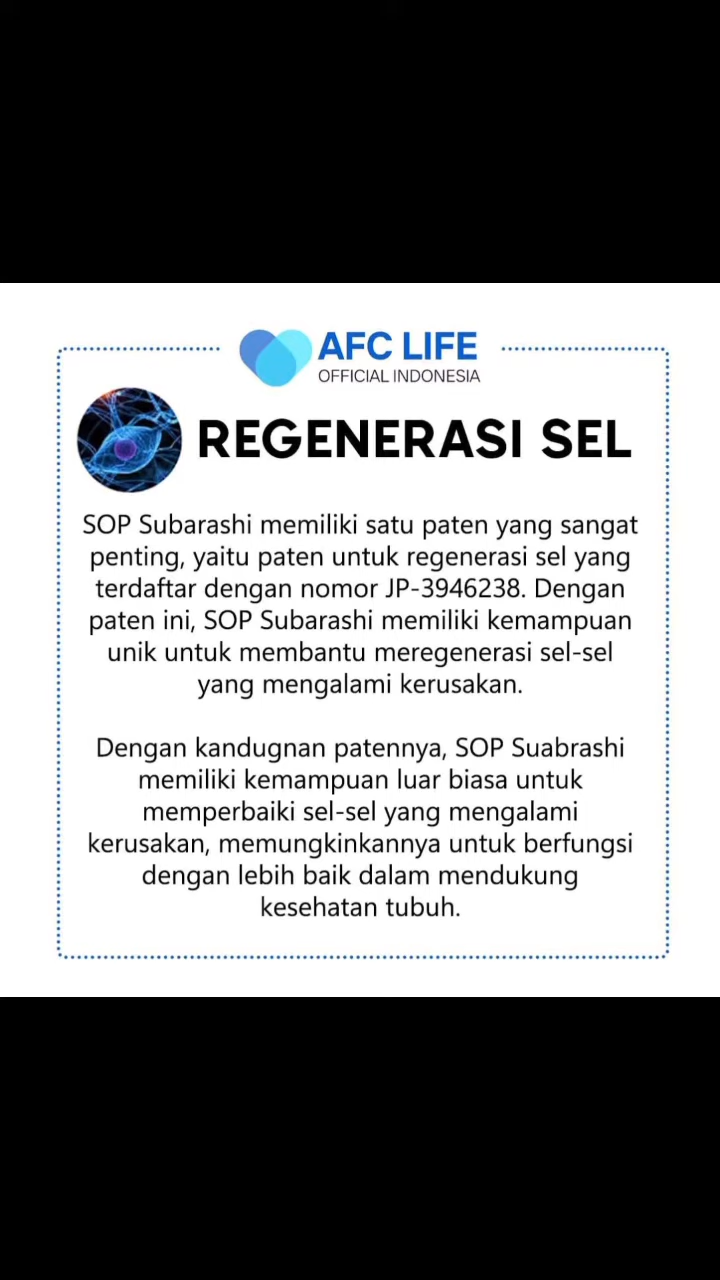 AFC LIFE
OFFICIAL INDONESIA
REGENERASI SEL
SOP Subarashi memiliki satu paten yang sangat
penting, yaitu paten untuk regenerasi sel yang
terdaftar dengan nomor JP-3946238. Dengan
paten ini, SOP Subarashi memiliki kemampuan
unik untuk membantu meregenerasi sel-sel
yang mengalami kerusakan.
Dengan kandugnan patennya, SOP Suabrashi
memiliki kemampuan luar biasa untuk
memperbaiki sel-sel yang mengalami
kerusakan, memungkinkannya untuk berfungsi
dengan lebih baik dalam mendukung
kesehatan tubuh.